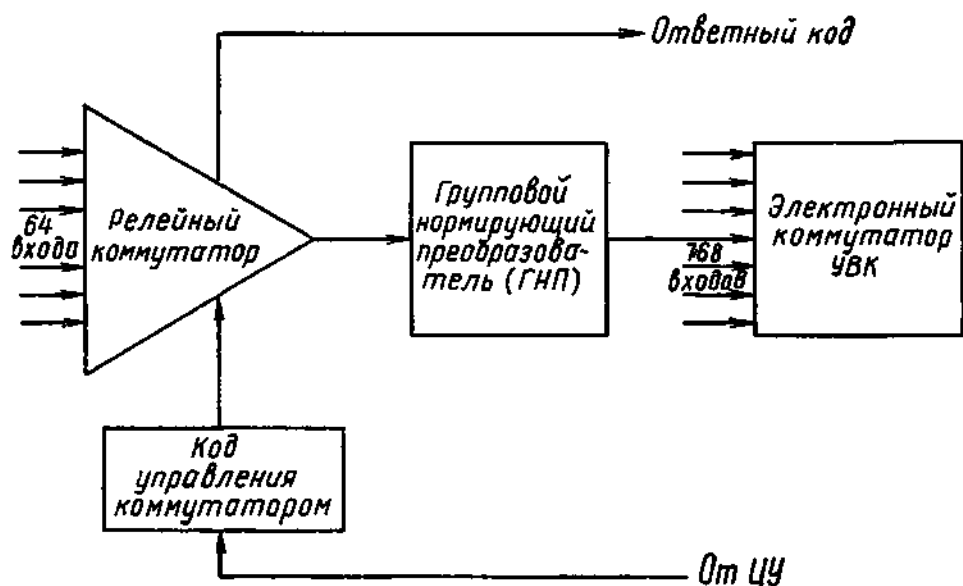 Ответный код
64
входа
Релейный
коммутатор
Групповой
нормирующий
преобразова-
тель (ГНП)
768
входов
Электронный
коммутатор
УВК
Код
управления
коммутатором
От ЦУ